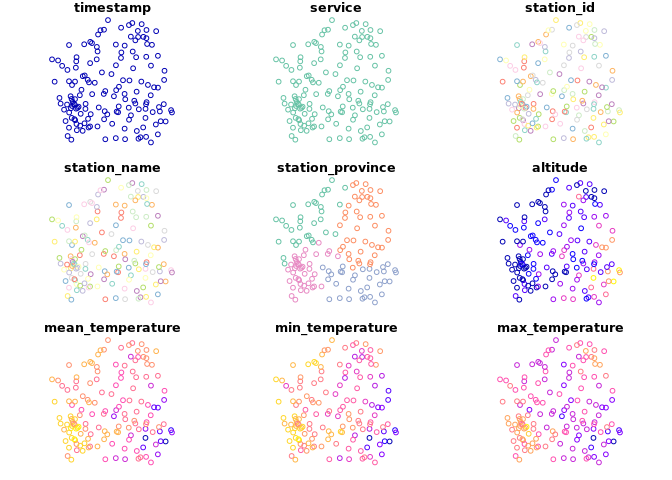 timestamp
service
station_id
station_name
station_province
altitude
mean_temperature
min_temperature
max_temperature